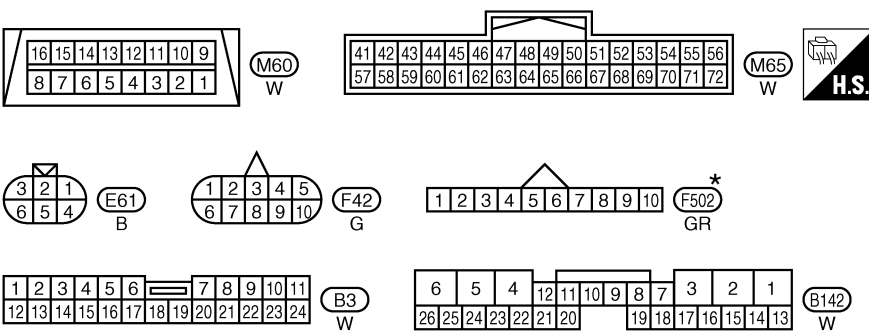 16 15 14 13 12 11 10 9
8 7 6 5 4 3 2 1
M60
W
41 42 43 44 45 46 47 48 49 50 51 52 53 54 55 56
57 58 59 60 61 62 63 64 65 66 67 68 69 70 71 72
M65
W
H.S.
3 2 1
6 5 4
E61
B
1 2 3 4 5
6 7 8 9 10
F42
G
1 2 3 4 5 6 7 8 9 10
F502 *
GR
1 2 3 4 5 6 7 8 9 10 11
12 13 14 15 16 17 18 19 20 21 22 23 24
B3
W
6 5 4 12 11 10 9 8 7 3 2 1
26 25 24 23 22 21 20 19 18 17 16 15 14 13
B142
W